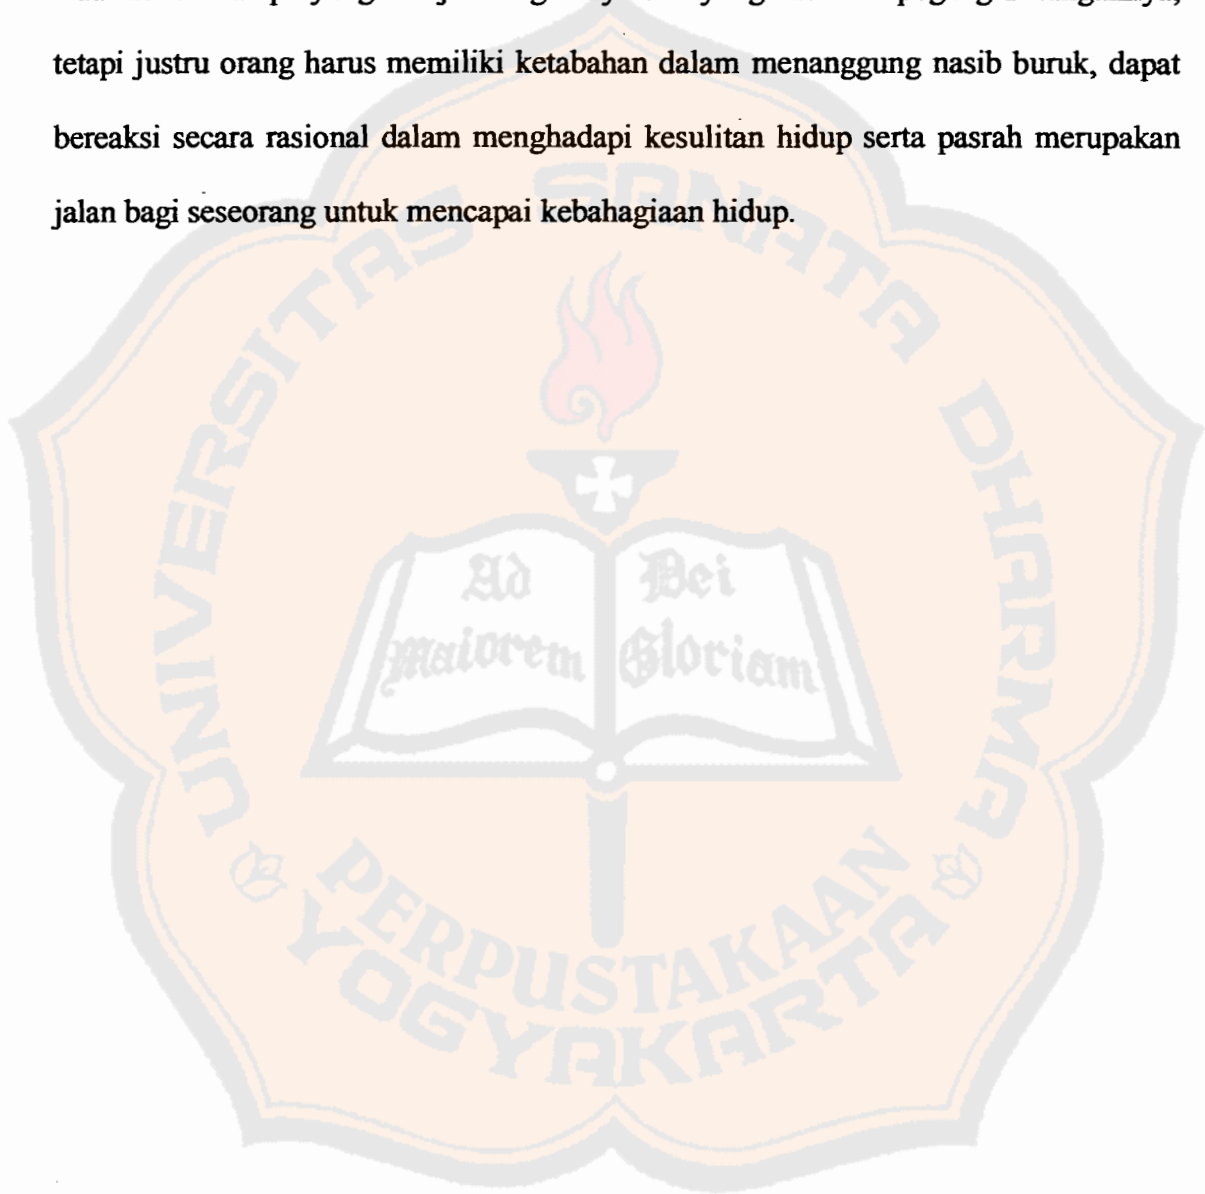 tetapi justru orang harus memiliki ketabahan dalam menanggung nasib buruk, dapat
bereaksi secara rasional dalam menghadapi kesulitan hidup serta pasrah merupakan
jalan bagi seseorang untuk mencapai kebahagiaan hidup.
UNIVERSITAS SANATA DHARMA
Ad Dei
Maiorem Gloriam
PERPUSTAKAAN
YOGYAKARTA